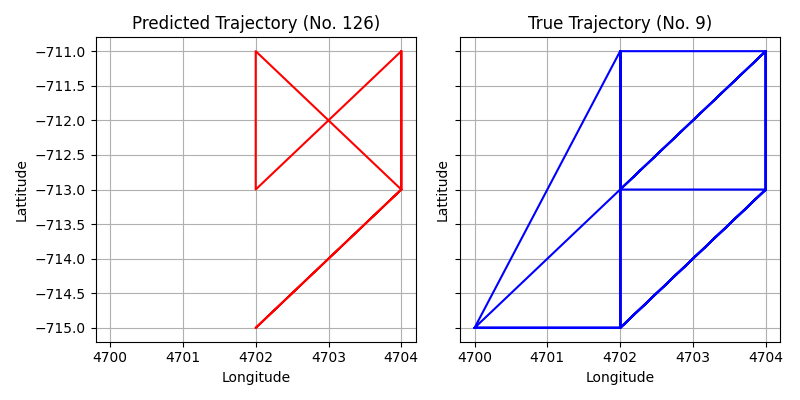 Predicted Trajectory (No. 126)
True Trajectory (No. 9)
Lattitude
−711.0
−711.5
−712.0
−712.5
−713.0
−713.5
−714.0
−714.5
−715.0
4700 4701 4702 4703 4704
Longitude
Lattitude
4700 4701 4702 4703 4704
Longitude